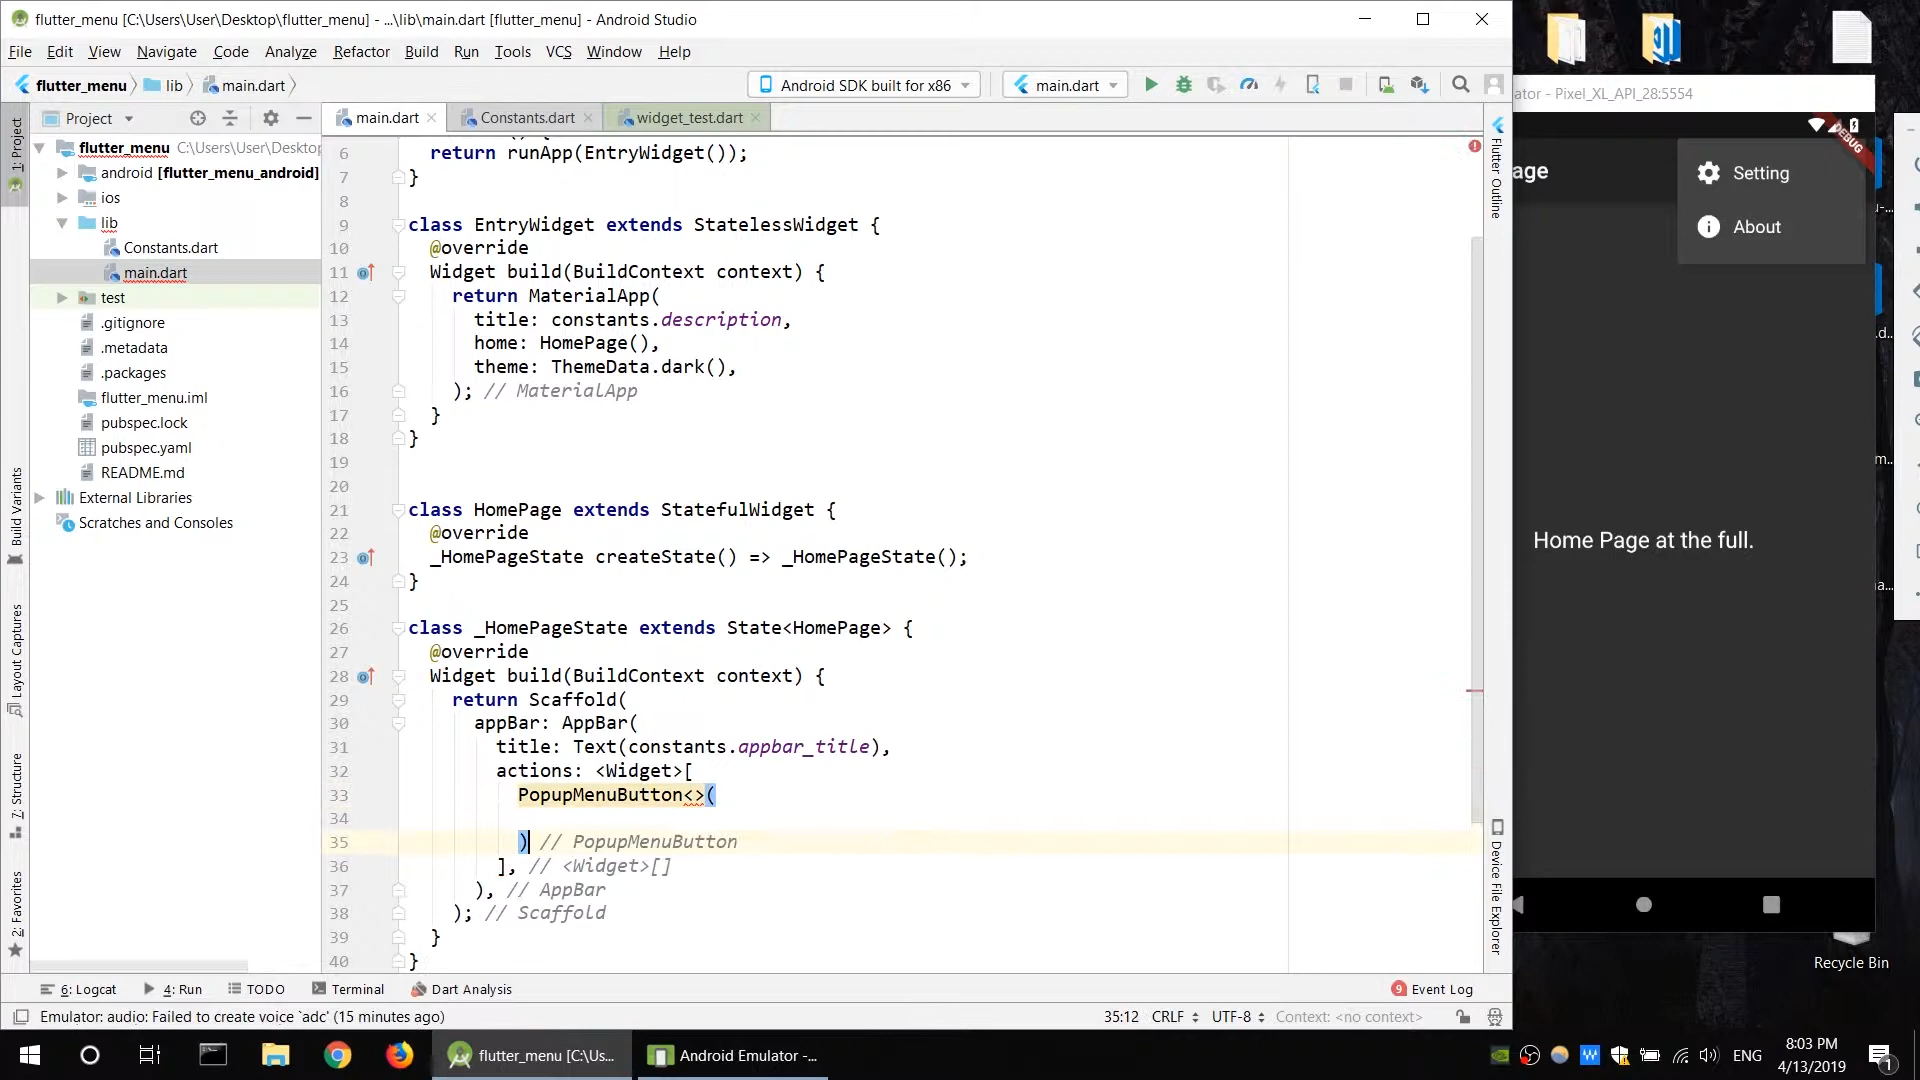 flutter_menu [C:\Users\User\Desktop\flutter_menu] - ...\lib\main.dart [flutter_menu] - Android Studio
File Edit View Navigate Code Analyze Refactor Build Run Tools VCS Window Help
flutter_menu lib main.dart
Android SDK built for x86
main.dart
ator - Pixel_XL_API_28:5554
Project
main.dart
Constants.dart
widget_test.dart
1: Project
Build Variants
Layout Captures
7: Structure
2: Favorites
flutter_menu C:\Users\User\Desktop
android [flutter_menu_android]
ios
lib
Constants.dart
main.dart
test
.gitignore
.metadata
.packages
flutter_menu.iml
pubspec.lock
pubspec.yaml
README.md
External Libraries
Scratches and Consoles
6 return runApp(EntryWidget());
7 }
8
9 class EntryWidget extends StatelessWidget {
10 @override
11 Widget build(BuildContext context) {
12 return MaterialApp(
13 title: constants.description,
14 home: HomePage(),
15 theme: ThemeData.dark(),
16 ); // MaterialApp
17 }
18 }
19
20
21 class HomePage extends StatefulWidget {
22 @override
23 _HomePageState createState() => _HomePageState();
24 }
25
26 class _HomePageState extends State<HomePage> {
27 @override
28 Widget build(BuildContext context) {
29 return Scaffold(
30 appBar: AppBar(
31 title: Text(constants.appbar_title),
32 actions: <Widget>[
33 PopupMenuButton<>(
34
35 ) // PopupMenuButton
36 ], // <Widget>[]
37 ), // AppBar
38 ); // Scaffold
39 }
40 }
Flutter Outline
Device File Explorer
DEBUG
age
Setting
About
Home Page at the full.
Recycle Bin
6: Logcat 4: Run TODO Terminal Dart Analysis
9 Event Log
Emulator: audio: Failed to create voice `adc' (15 minutes ago)
35:12 CRLF UTF-8 Context: <no context>
flutter_menu [C:\Us...
Android Emulator -...
ENG
8:03 PM
4/13/2019
1